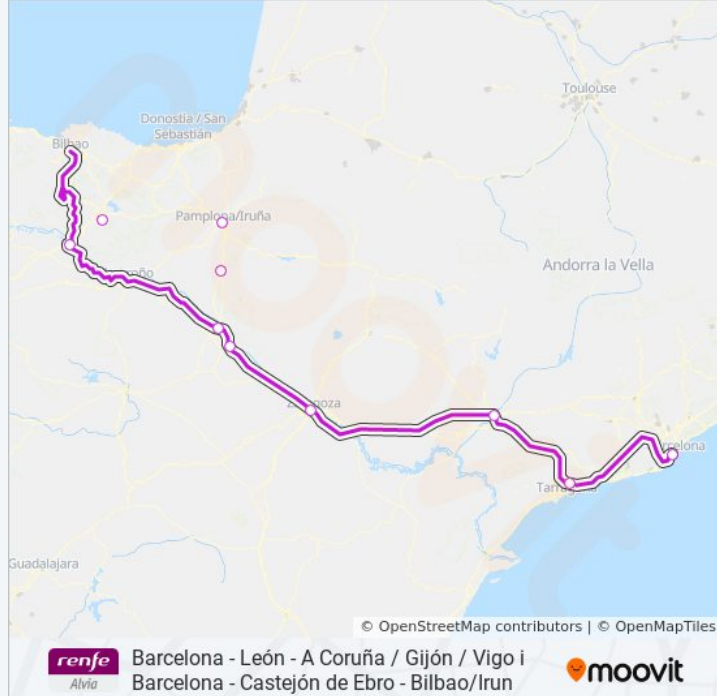 Toulouse
Donostia / San
Sebastián
Bilbao
Pamplona/Iruña
Andorra la Vella
Guadalajara
© OpenStreetMap contributors | © OpenMapTiles
renfe
Alvia
Barcelona - León - A Coruña / Gijón / Vigo i
Barcelona - Castejón de Ebro - Bilbao/Irun
moovit